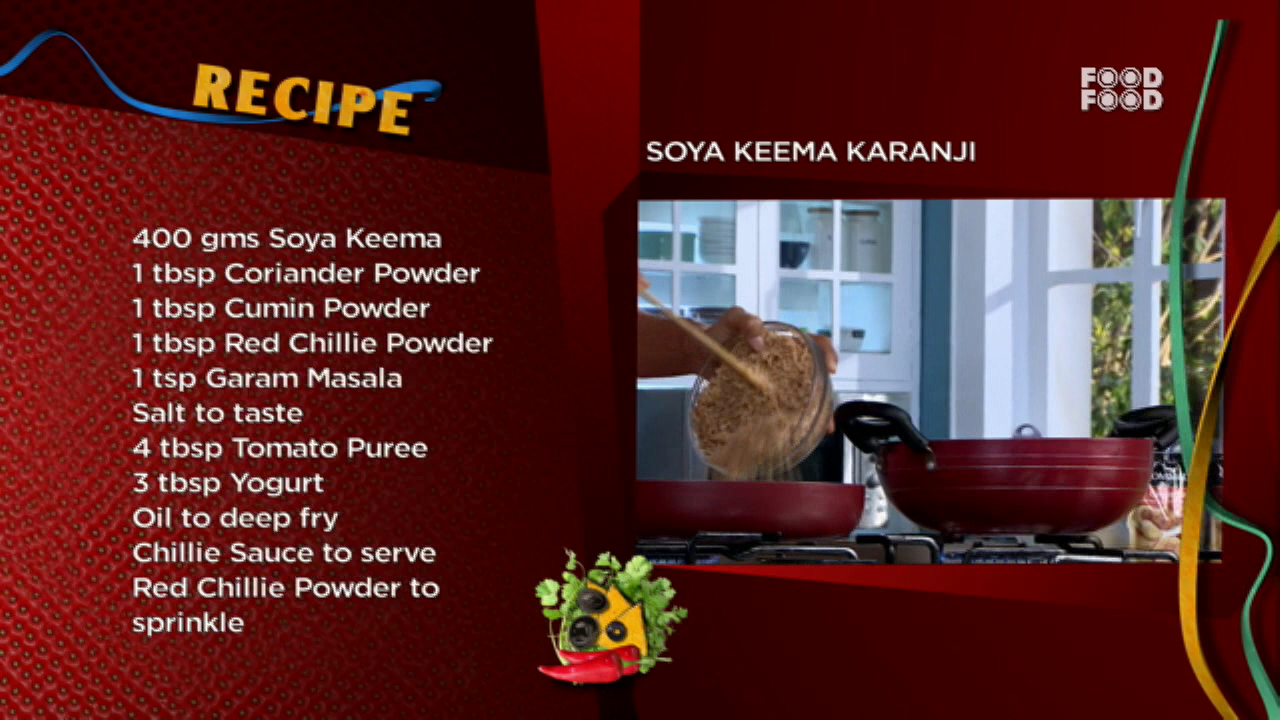 RECIPE
FOOD
FOOD
SOYA KEEMA KARANJI
400 gms Soya Keema
1 tbsp Coriander Powder
1 tbsp Cumin Powder
1 tbsp Red Chillie Powder
1 tsp Garam Masala
Salt to taste
4 tbsp Tomato Puree
3 tbsp Yogurt
Oil to deep fry
Chillie Sauce to serve
Red Chillie Powder to
sprinkle